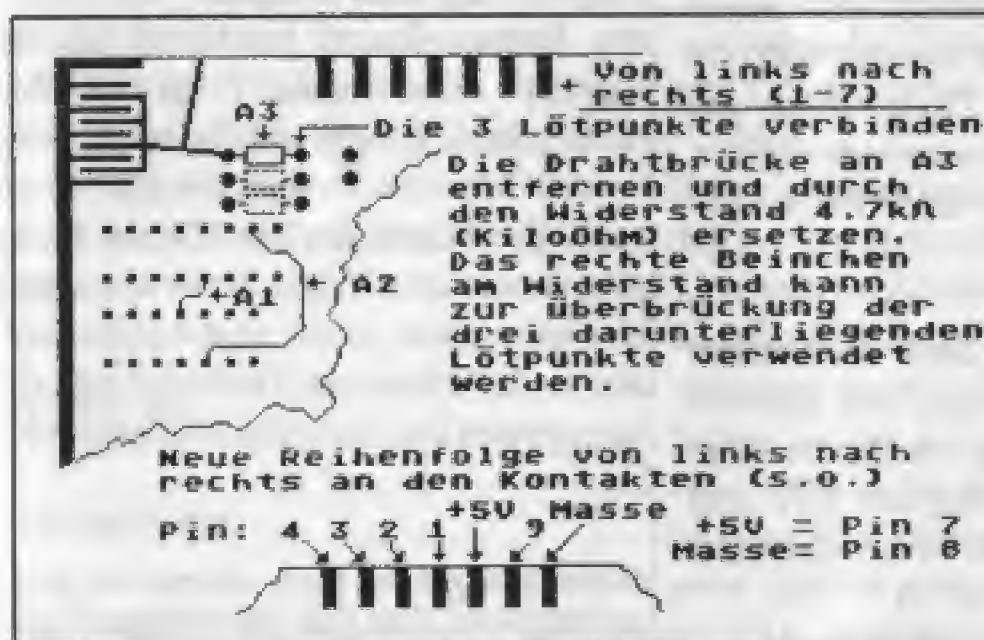 Von links nach
rechts (1-7)
A3
Die 3 Lötpunkte verbinden
Die Drahtbrücke an A3
entfernen und durch
den Widerstand 4.7kΩ
(KiloOhm) ersetzen.
Das rechte Beinchen
am Widerstand kann
zur Überbrückung der
drei darunterliegenden
Lötpunkte verwendet
werden.
A1
A2
Neue Reihenfolge von links nach
rechts an den Kontakten (s.o.)
Pin: 4 3 2 1 +5V 9 Masse
+5V = Pin 7
Masse= Pin 8